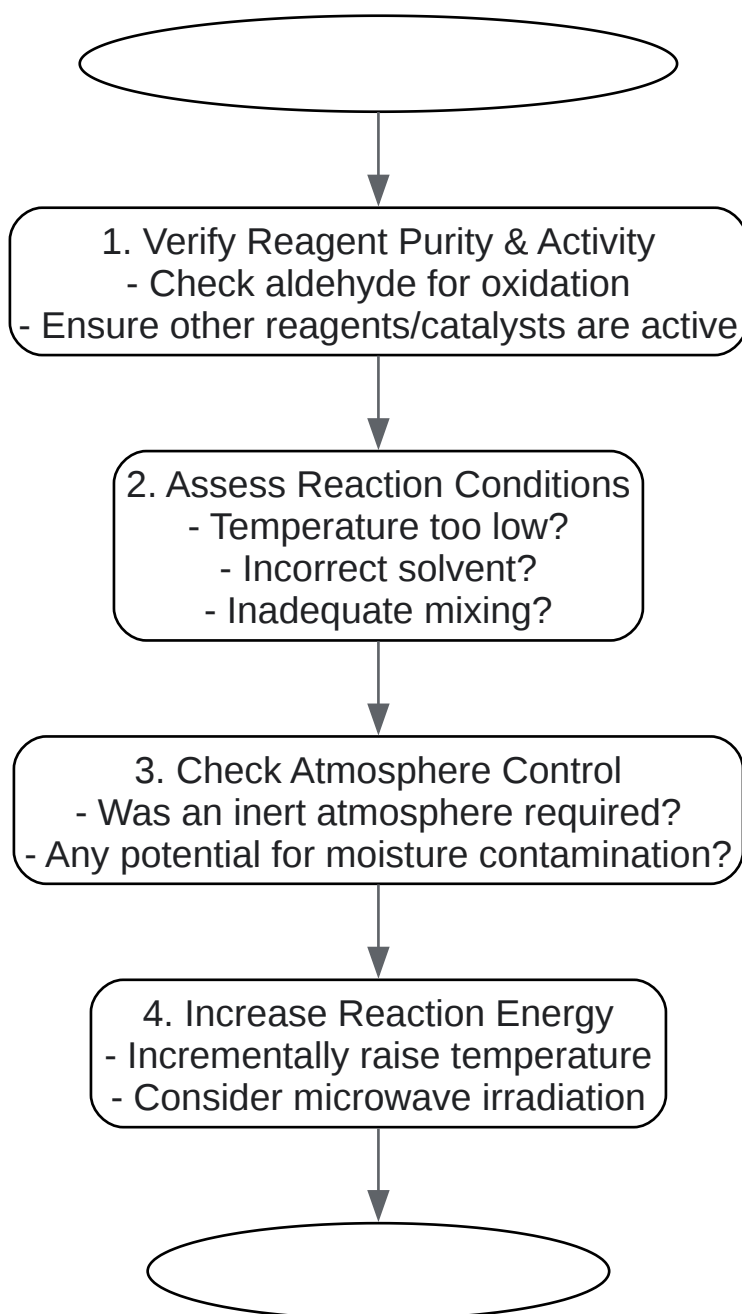 1. Verify Reagent Purity & Activity
- Check aldehyde for oxidation
- Ensure other reagents/catalysts are active
2. Assess Reaction Conditions
- Temperature too low?
- Incorrect solvent?
- Inadequate mixing?
3. Check Atmosphere Control
- Was an inert atmosphere required?
- Any potential for moisture contamination?
4. Increase Reaction Energy
- Incrementally raise temperature
- Consider microwave irradiation